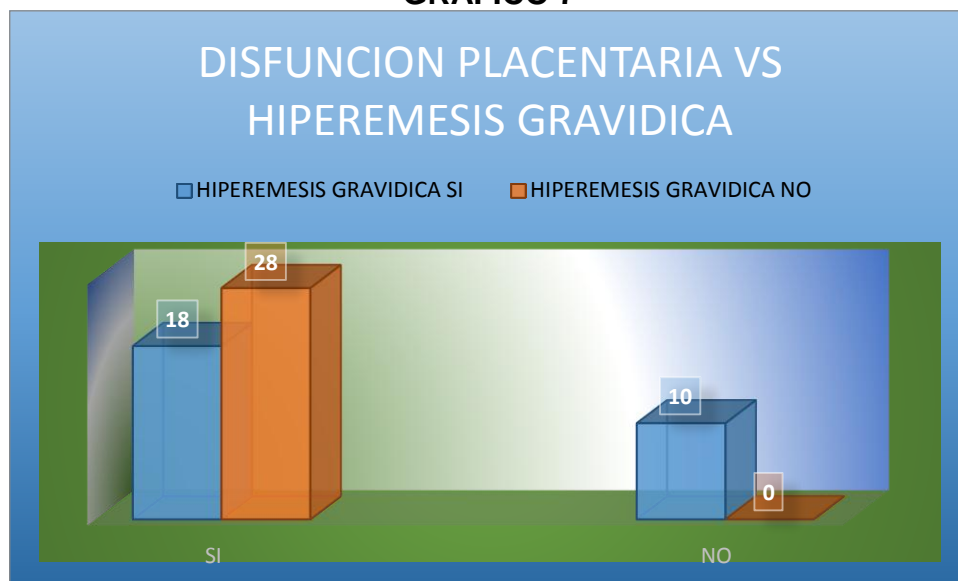 DISFUNCION PLACENTARIA VS
HIPEREMESIS GRAVIDICA
HIPEREMESIS GRAVIDICA SI HIPEREMESIS GRAVIDICA NO
28
18
10
0
SI NO